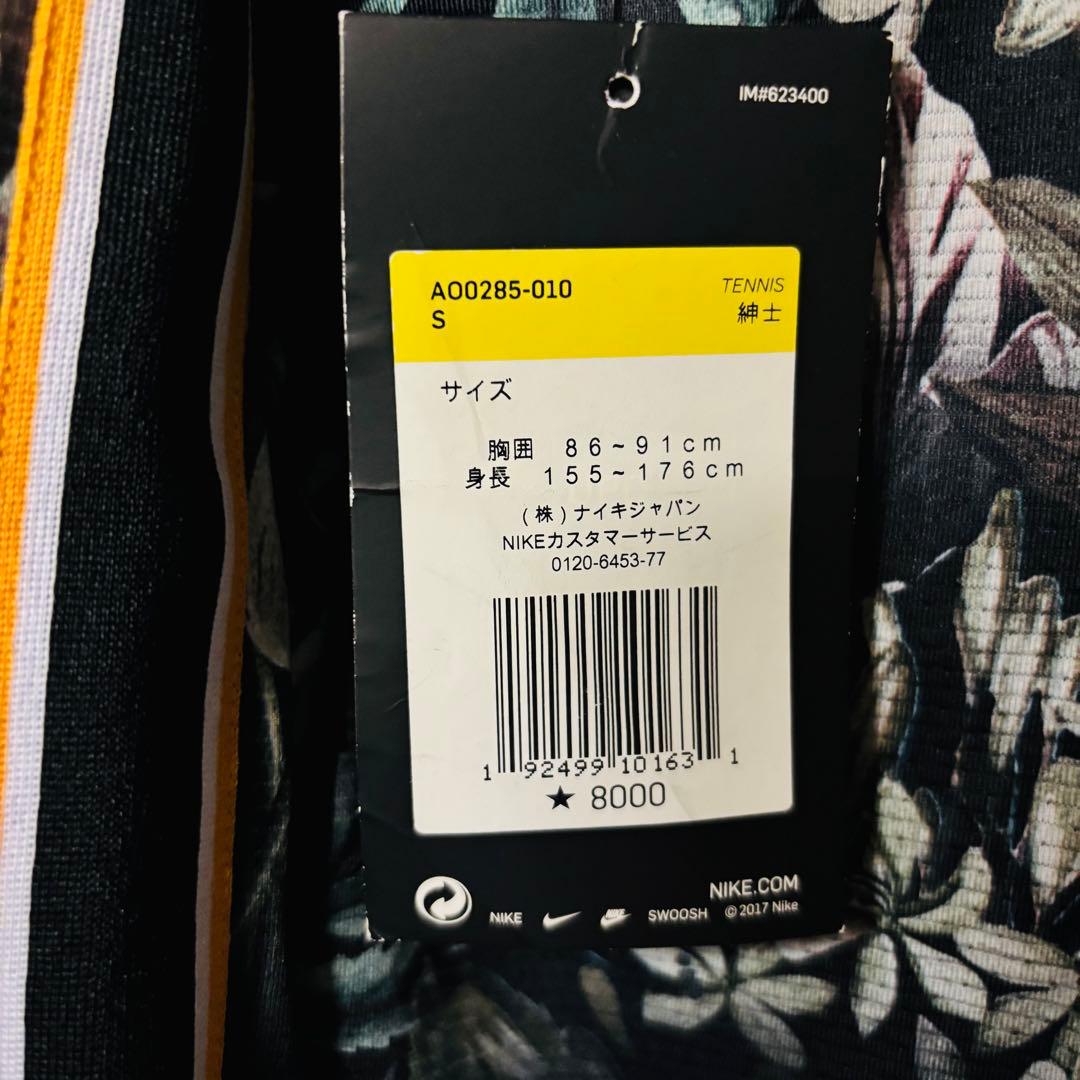 IM#623400
AO0285-010
TENNIS
S
紳士
サイズ
胸囲 86~91cm
身長 155~176cm
(株)ナイキジャパン
NIKEカスタマーサービス
0120-6453-77
1 92499 10163 1
★ 8000
NIKE.COM
NIKE NIKE SWOOSH © 2017 Nike